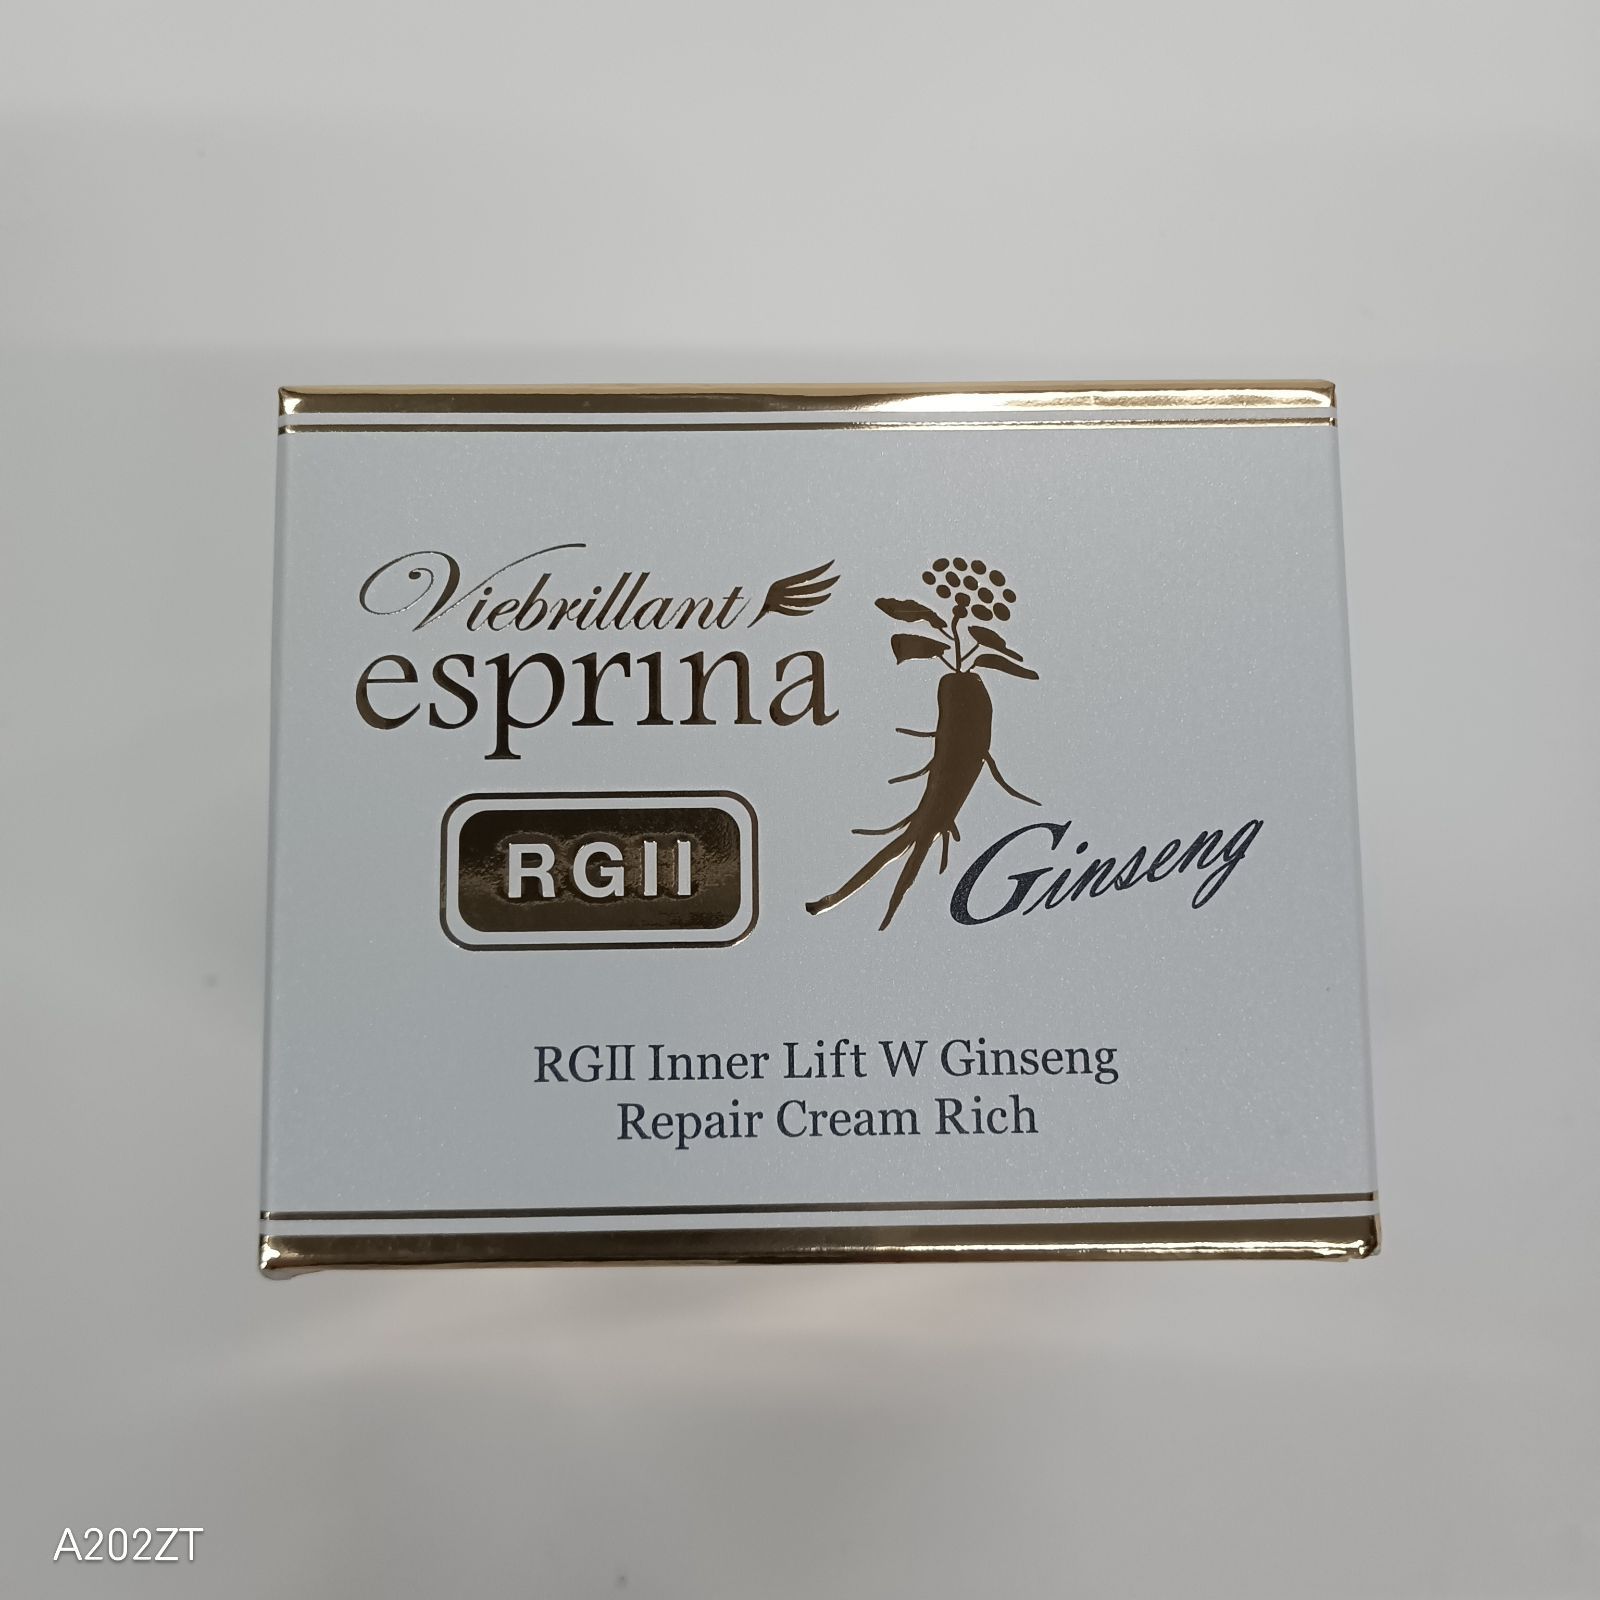 Viebrillant
esprina
RGII
Ginseng
RGII Inner Lift W Ginseng
Repair Cream Rich
A202ZT